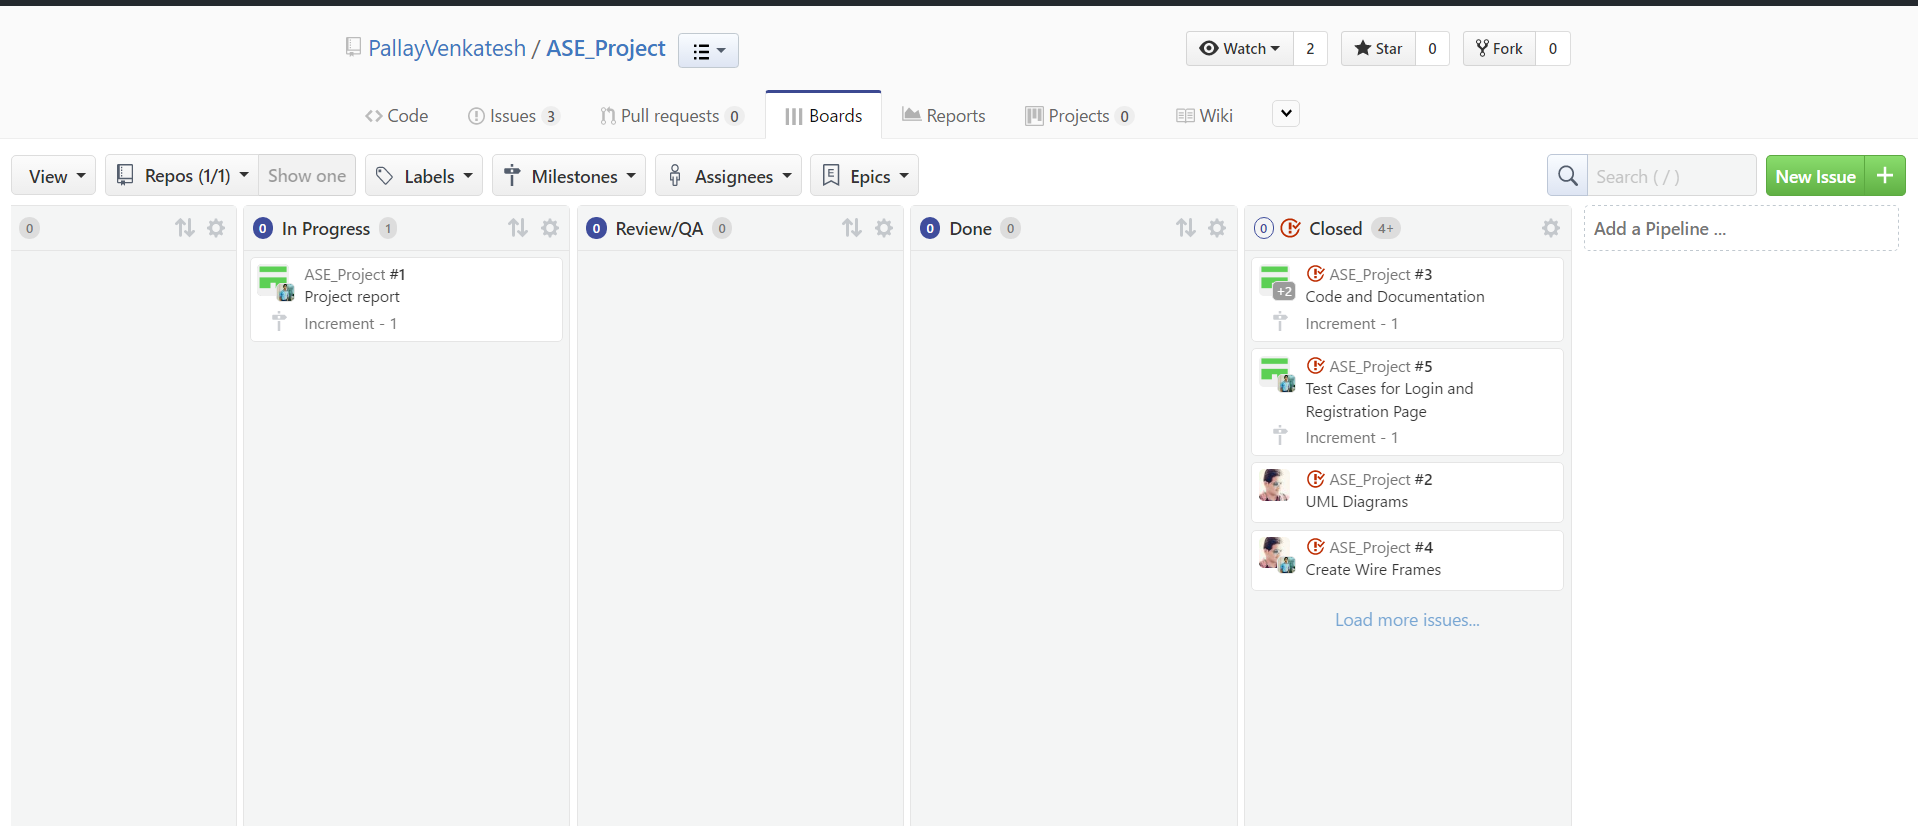 PallayVenkatesh / ASE_Project
Watch 2 Star 0 Fork 0
Code Issues 3 Pull requests 0 Boards Reports Projects 0 Wiki
View Repos (1/1) Show one Labels Milestones Assignees E Epics Search ( / ) New Issue +
0
0 In Progress 1
ASE_Project #1
Project report
Increment - 1
0 Review/QA 0
0 Done 0
0 Closed 4+
+2
ASE_Project #3
Code and Documentation
Increment - 1
ASE_Project #5
Test Cases for Login and
Registration Page
Increment - 1
ASE_Project #2
UML Diagrams
ASE_Project #4
Create Wire Frames
Load more issues...
Add a Pipeline ...